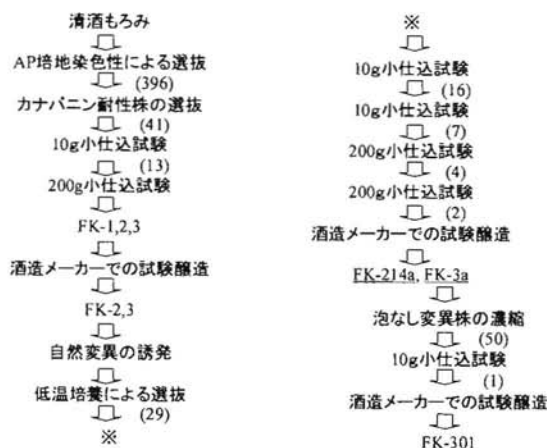 清酒もろみ
AP培地染色性による選抜
(396)
カナバニン耐性株の選抜
(41)
10g小仕込試験
(13)
200g小仕込試験
FK-1,2,3
酒造メーカーでの試験醸造
FK-2,3
自然変異の誘発
低温培養による選抜
(29)
※
※
10g小仕込試験
(16)
10g小仕込試験
(7)
200g小仕込試験
(4)
200g小仕込試験
(2)
酒造メーカーでの試験醸造
FK-214a, FK-3a
泡なし変異株の濃縮
(50)
10g小仕込試験
(1)
酒造メーカーでの試験醸造
FK-301